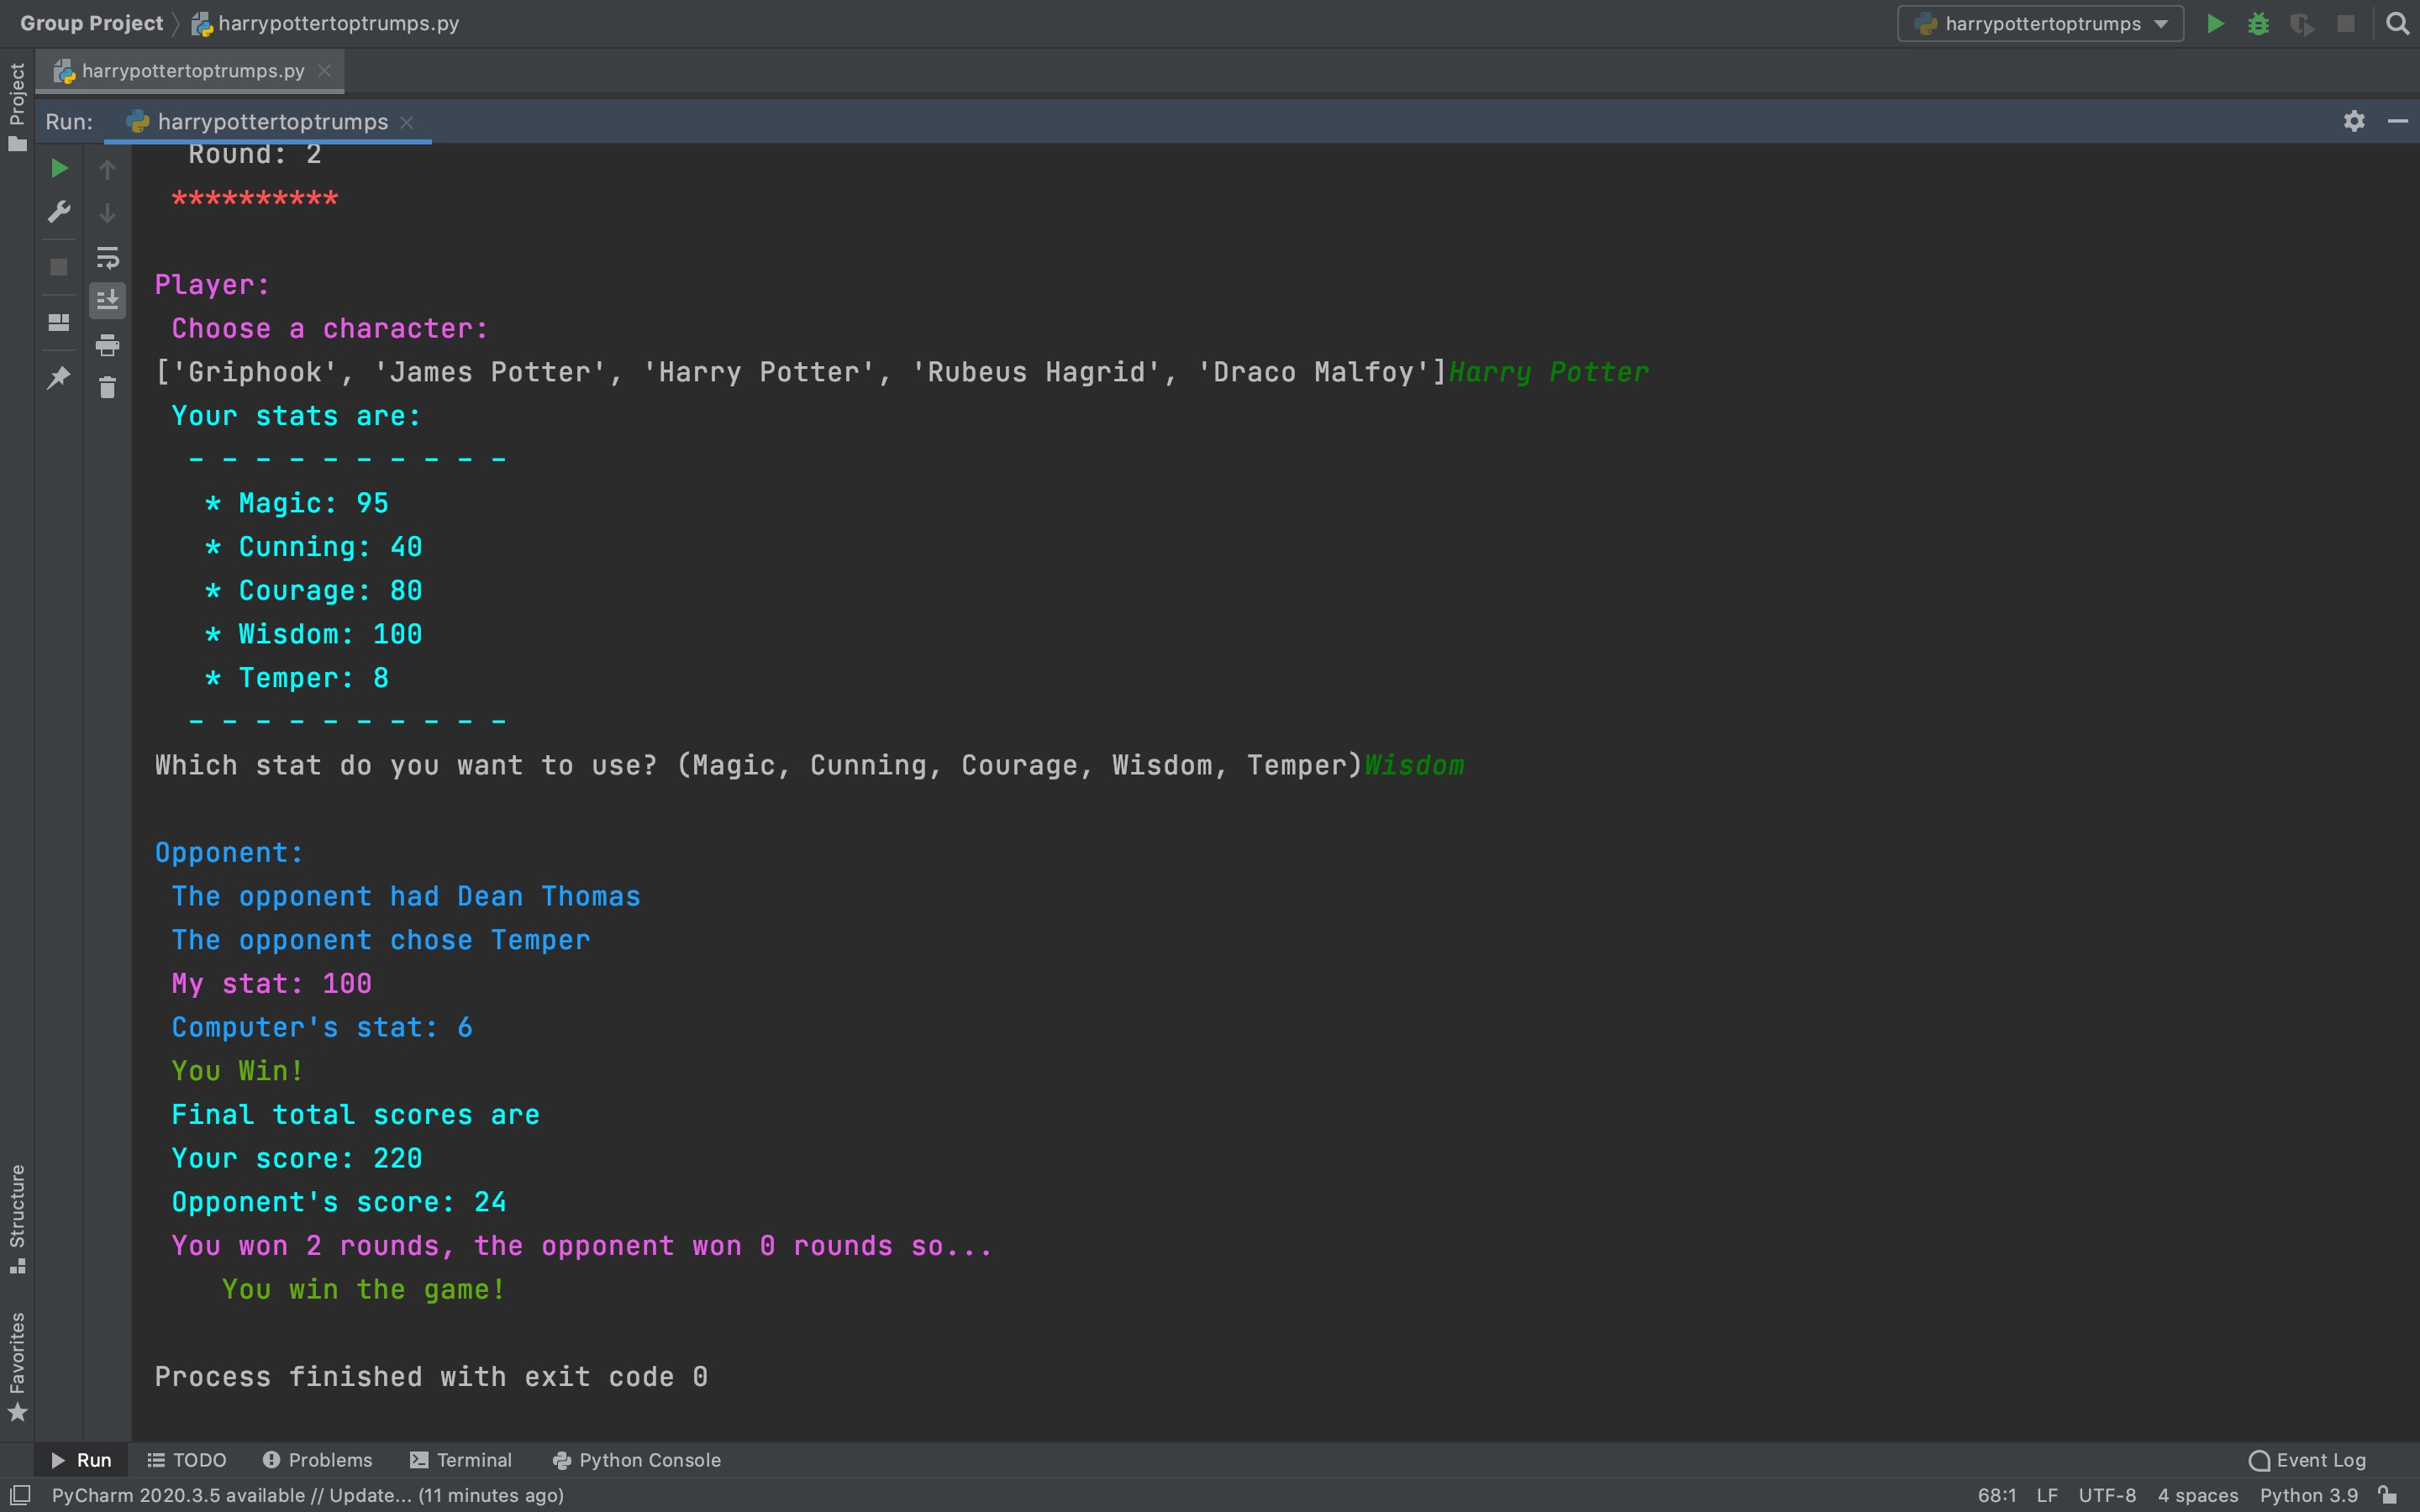 Group Project
harrypottertoptrumps.py
harrypottertoptrumps
harrypottertoptrumps.py
Project
Run:
harrypottertoptrumps
Round: 2
**********
Player:
Choose a character:
['Griphook', 'James Potter', 'Harry Potter', 'Rubeus Hagrid', 'Draco Malfoy']Harry Potter
Your stats are:
- - - - - - - - - -
* Magic: 95
* Cunning: 40
* Courage: 80
* Wisdom: 100
* Temper: 8
- - - - - - - - - -
Which stat do you want to use? (Magic, Cunning, Courage, Wisdom, Temper)Wisdom
Opponent:
The opponent had Dean Thomas
The opponent chose Temper
My stat: 100
Computer's stat: 6
You Win!
Final total scores are
Your score: 220
Opponent's score: 24
You won 2 rounds, the opponent won 0 rounds so...
You win the game!
Process finished with exit code 0
Structure
Favorites
Run
TODO
Problems
Terminal
Python Console
Event Log
PyCharm 2020.3.5 available // Update... (11 minutes ago)
68:1
LF
UTF-8
4 spaces
Python 3.9